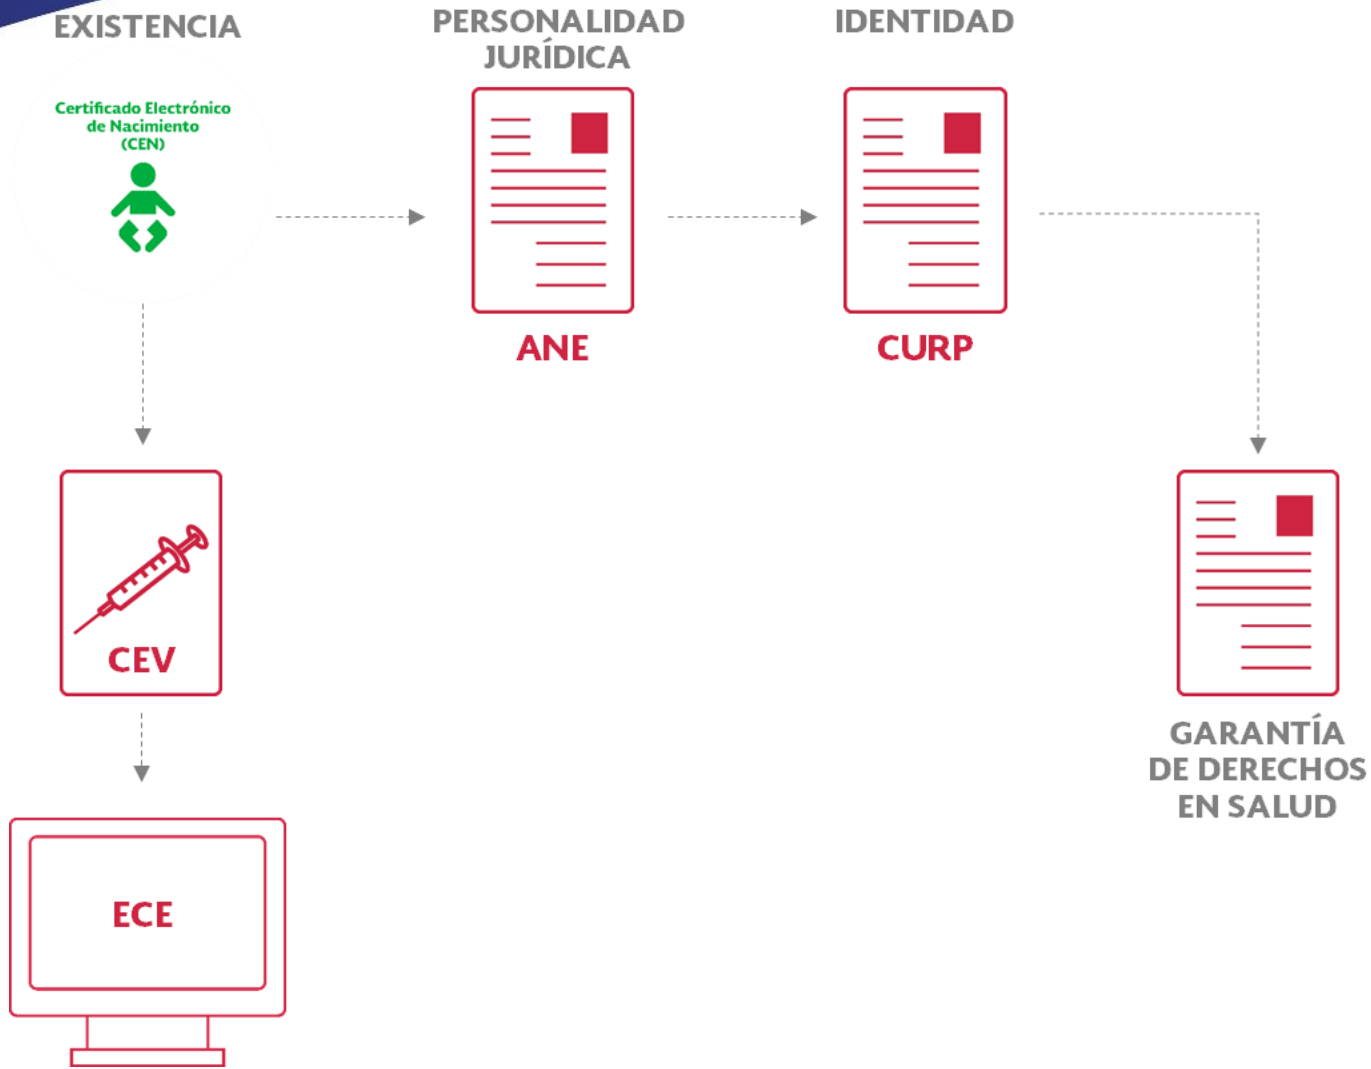 EXISTENCIA
PERSONALIDAD
JURÍDICA
IDENTIDAD
Certificado Electrónico
de Nacimiento
(CEN)
ANE
CURP
CEV
GARANTÍA
DE DERECHOS
EN SALUD
ECE